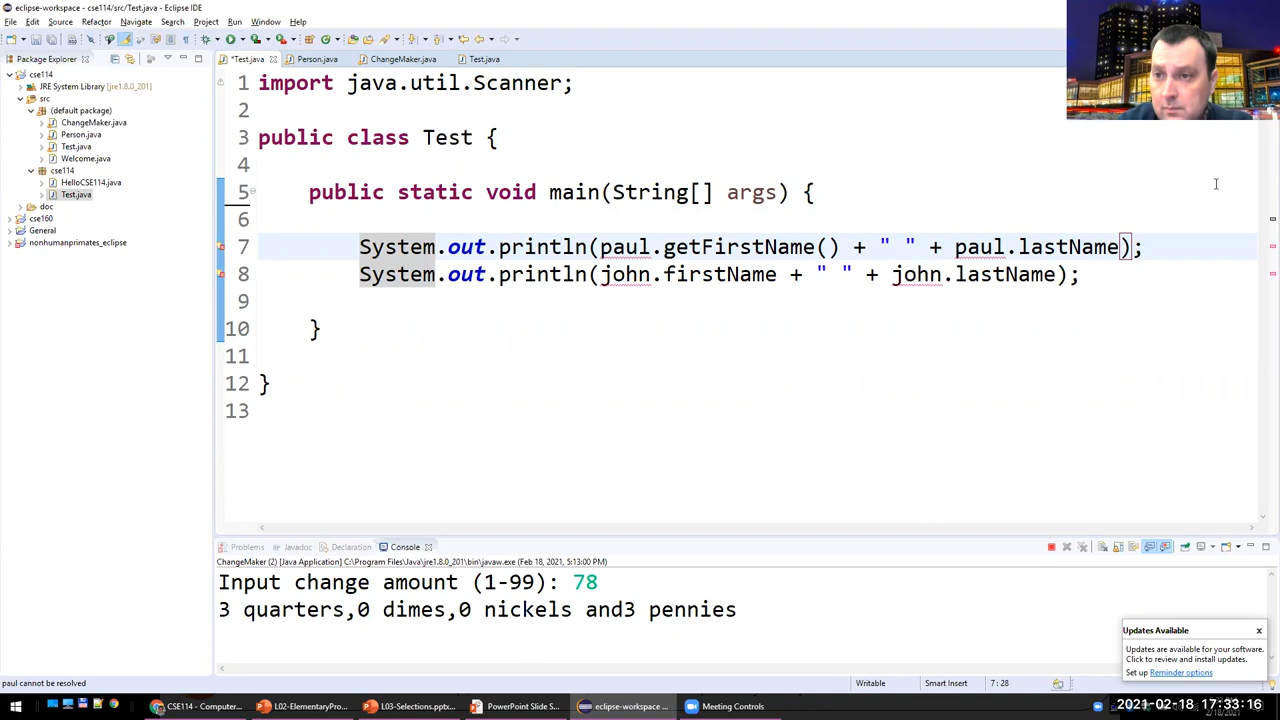 eclipse-workspace - cse114/src/Test.java - Eclipse IDE
File Edit Source Refactor Navigate Search Project Run Window Help
Package Explorer
*Test.java Person.java ChangeMaker.java Test.java
cse114
JRE System Library [jre1.8.0_201]
src
(default package)
ChangeMaker.java
Person.java
Test.java
Welcome.java
cse114
HelloCSE114.java
Test.java
doc
cse160
General
nonhumanprimates_eclipse
1 import java.util.Scanner;
2
3 public class Test {
4
5 public static void main(String[] args) {
6
7 System.out.println(paul.getFirstName() + " " + paul.lastName);
8 System.out.println(john.firstName + " " + john.lastName);
9
10 }
11
12 }
13
Problems Javadoc Declaration Console
ChangeMaker (2) [Java Application] C:\Program Files\Java\jre1.8.0_201\bin\javaw.exe (Feb 18, 2021, 5:13:00 PM)
Input change amount (1-99): 78
3 quarters,0 dimes,0 nickels and3 pennies
Updates Available
Updates are available for your software.
Click to review and install updates.
Set up Reminder options
paul cannot be resolved
Writable Smart Insert 7 : 28
CSE114 - Computer... L02-ElementaryPro... L03-Selections.pptx... PowerPoint Slide S... eclipse-workspace ... Meeting Controls
2021-02-18 17:33:16